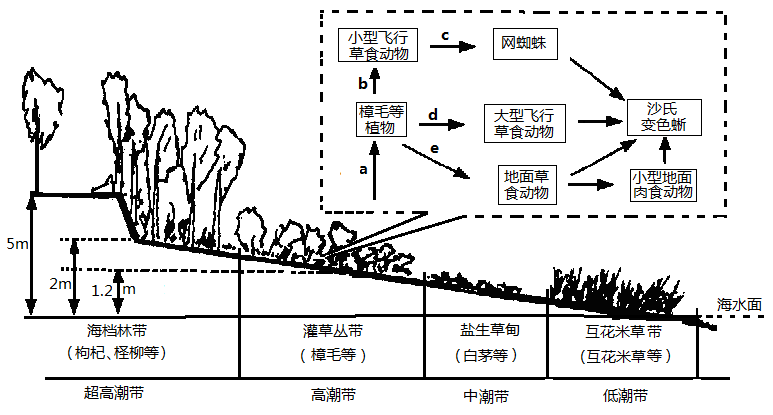 小型飞行
草食动物
c
网蜘蛛
b
樟毛等
植物
d
大型飞行
草食动物
沙氏
变色蜥
e
a
地面草
食动物
小型地面
肉食动物
5m
2m
1.2 m
海水面
海档林带
(枸杞、柽柳等)
灌草丛带
(樟毛等)
盐生草甸
(白茅等)
互花米草带
(互花米草等)
超高潮带
高潮带
中潮带
低潮带